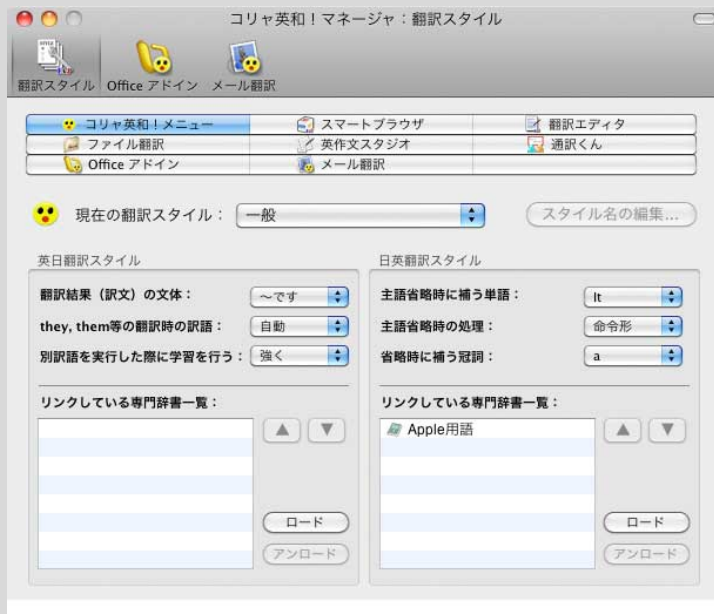 コリャ英和！マネージャ：翻訳スタイル
翻訳スタイル Office アドイン メール翻訳
コリャ英和！メニュー スマートブラウザ 翻訳エディタ
ファイル翻訳 英作文スタジオ 通訳くん
Office アドイン メール翻訳
現在の翻訳スタイル： 一般 スタイル名の編集...
英日翻訳スタイル 日英翻訳スタイル
翻訳結果（訳文）の文体： 〜です 主語省略時に補う単語： It
they, them等の翻訳時の訳語： 自動 主語省略時の処理： 命令形
別訳語を実行した際に学習を行う： 強く 省略時に補う冠詞： a
リンクしている専門辞書一覧： リンクしている専門辞書一覧：
Apple用語
ロード ロード
アンロード アンロード